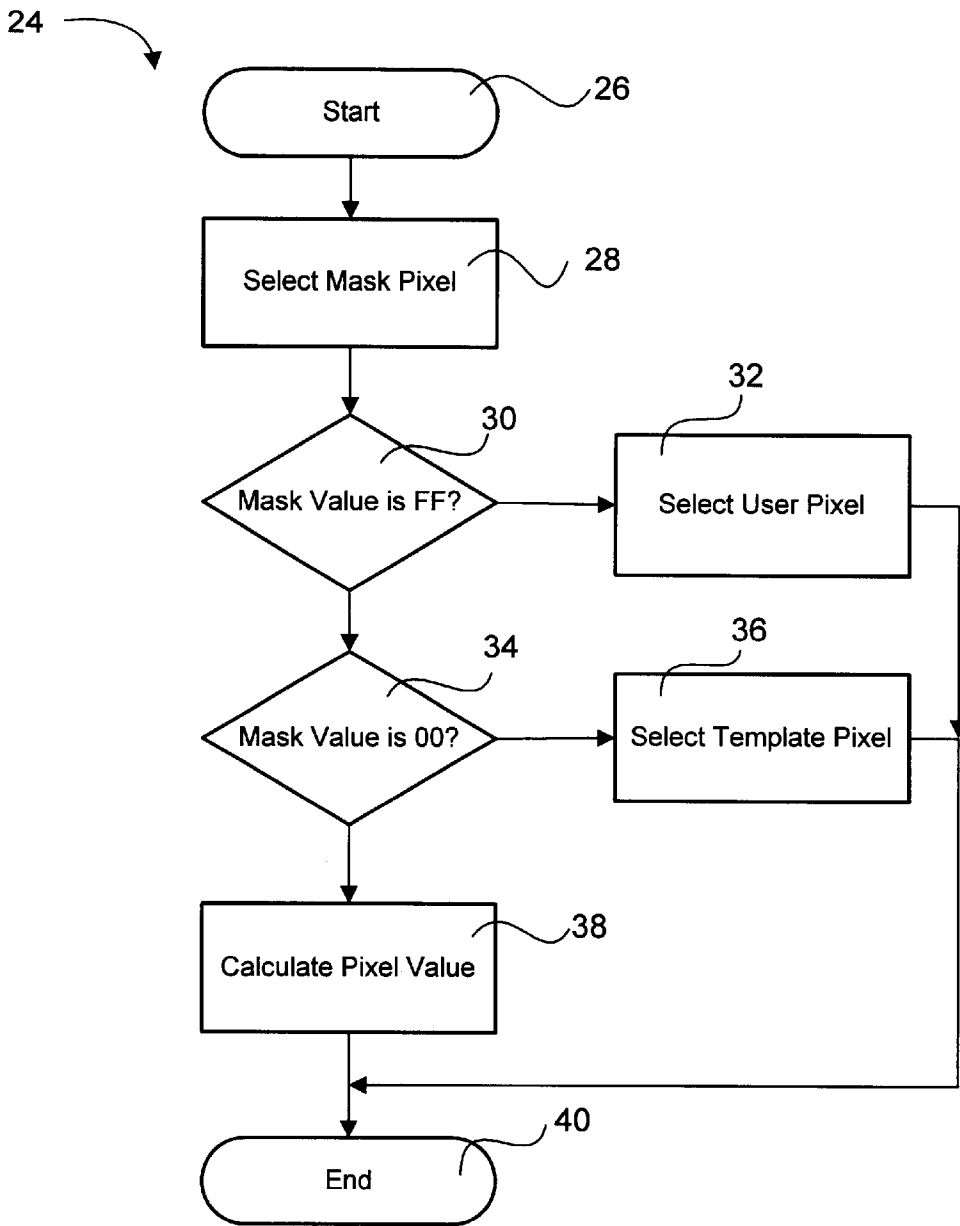 24
Start
26
Select Mask Pixel
28
30
32
Mask Value is FF?
Select User Pixel
34
36
Mask Value is 00?
Select Template Pixel
38
Calculate Pixel Value
40
End